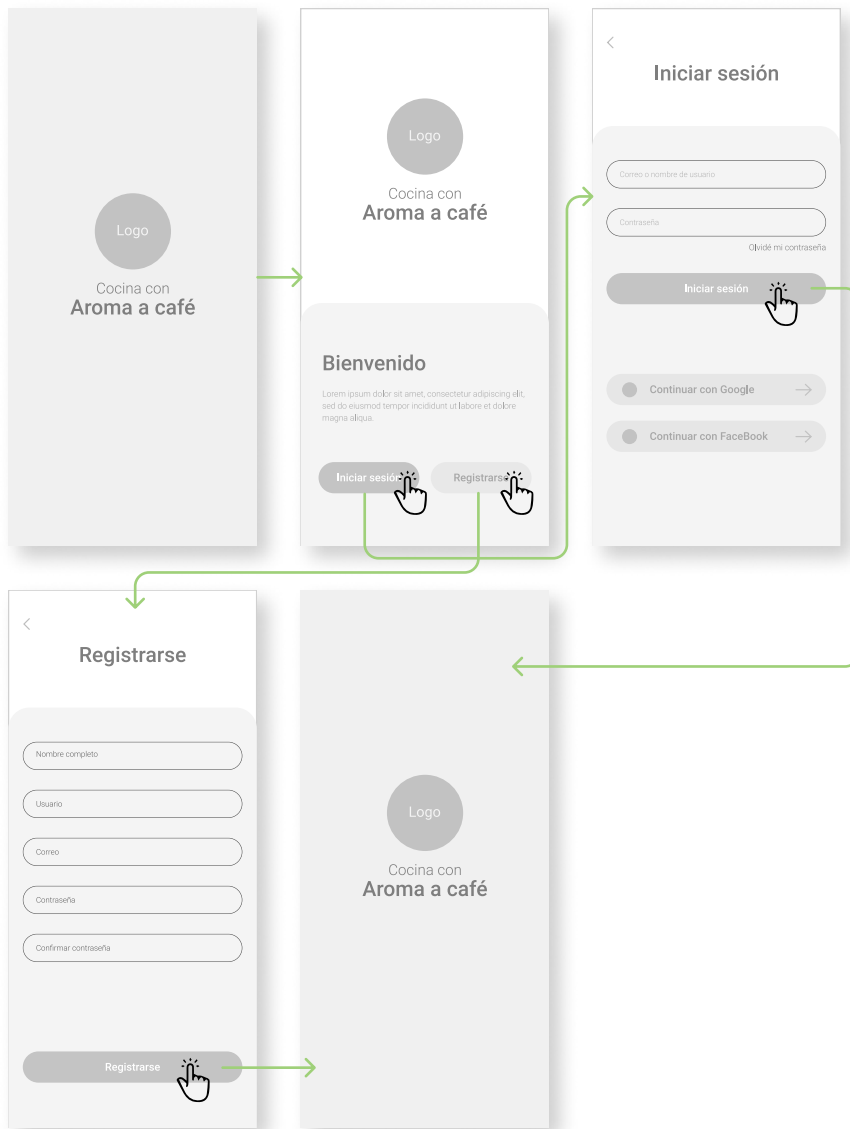 Logo
Cocina con
Aroma a café
Logo
Cocina con
Aroma a café
Bienvenido
Lorem ipsum dolor sit amet, consectetur adipiscing elit,
sed do eiusmod tempor incididunt ut labore et dolore
magna aliqua.
Iniciar sesión
Registrarse
Iniciar sesión
Correo o nombre de usuario
Contraseña
Olvidé mi contraseña
Iniciar sesión
Continuar con Google
Continuar con FaceBook
Registrarse
Nombre completo
Usuario
Correo
Contraseña
Confirmar contraseña
Registrarse
Logo
Cocina con
Aroma a café